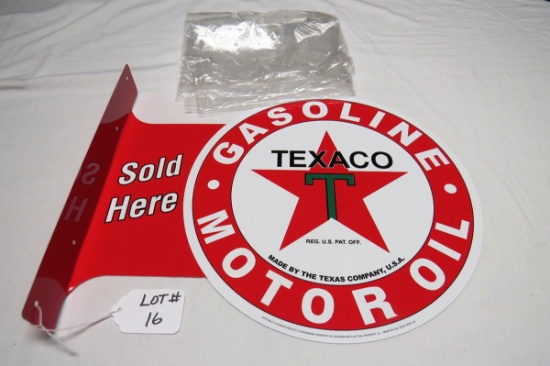 GASOLINE
TEXACO
T
REG. U.S. PAT. OFF.
MADE BY THE TEXAS COMPANY, U.S.A.
MOTOR OIL
Sold
Here
LOT #
16